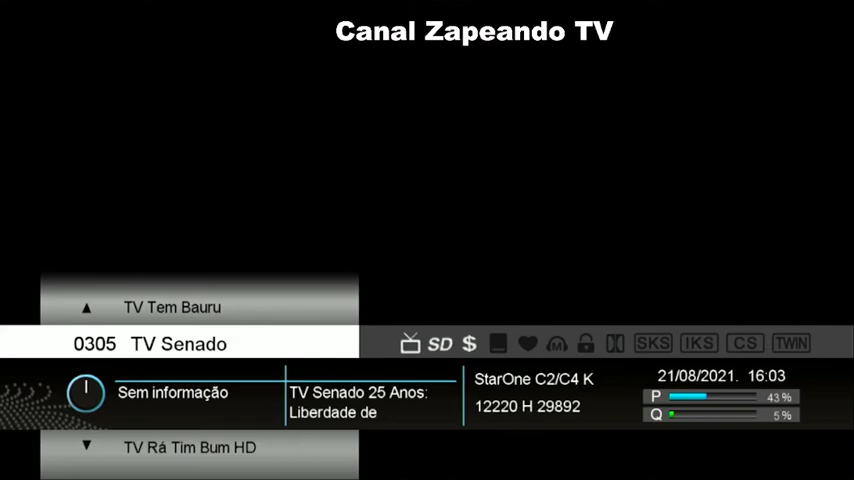 Canal Zapeando TV
TV Tem Bauru
0305 TV Senado
SD $ SKS IKS CS TWIN
Sem informação
TV Senado 25 Anos:
Liberdade de
StarOne C2/C4 K
12220 H 29892
21/08/2021. 16:03
P 43 %
Q 5 %
TV Rá Tim Bum HD